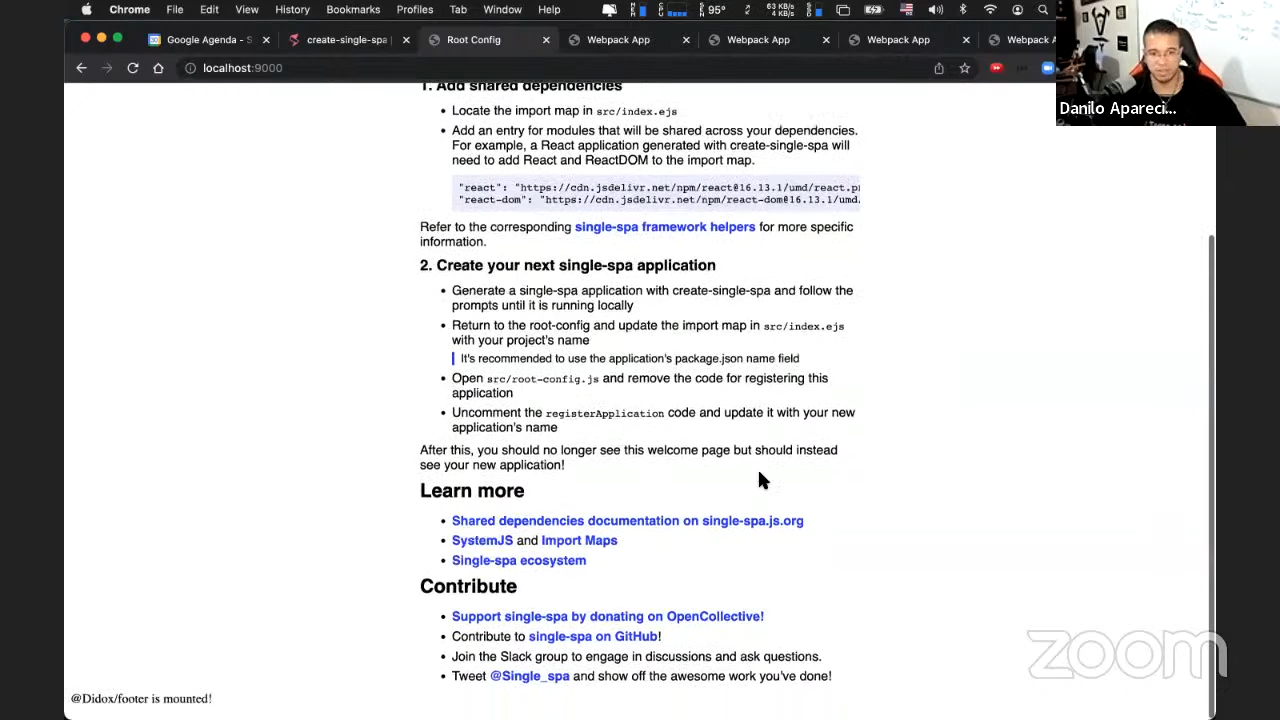 Chrome File Edit View History Bookmarks Profiles Tab Window Help 95°
Google Agenda - create-single-sp Root Config Webpack App Webpack App Webpack App Webpack A
localhost:9000
Danilo Apareci...
1. Add shared dependencies
• Locate the import map in src/index.ejs
• Add an entry for modules that will be shared across your dependencies.
For example, a React application generated with create-single-spa will
need to add React and ReactDOM to the import map.
"react": "https://cdn.jsdelivr.net/npm/react@16.13.1/umd/react.p
"react-dom": "https://cdn.jsdelivr.net/npm/react-dom@16.13.1/umd
Refer to the corresponding single-spa framework helpers for more specific
information.
2. Create your next single-spa application
• Generate a single-spa application with create-single-spa and follow the
prompts until it is running locally
• Return to the root-config and update the import map in src/index.ejs
with your project's name
It's recommended to use the application's package.json name field
• Open src/root-config.js and remove the code for registering this
application
• Uncomment the registerApplication code and update it with your new
application's name
After this, you should no longer see this welcome page but should instead
see your new application!
Learn more
• Shared dependencies documentation on single-spa.js.org
• SystemJS and Import Maps
• Single-spa ecosystem
Contribute
• Support single-spa by donating on OpenCollective!
• Contribute to single-spa on GitHub!
• Join the Slack group to engage in discussions and ask questions.
• Tweet @Single_spa and show off the awesome work you've done!
zoom
@Didox/footer is mounted!